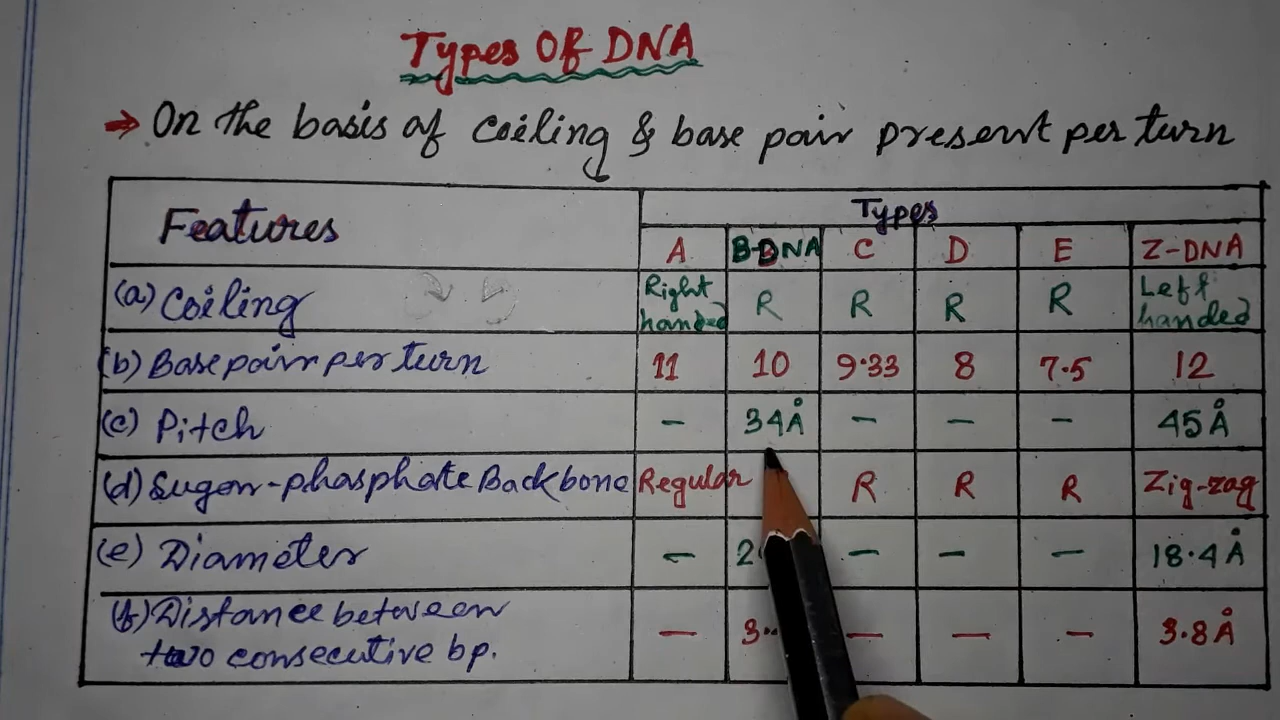 Types Of DNA
→ On the basis of coiling & base pair present per turn
Features Types
A B-DNA C D E Z-DNA
(a) Coiling Right handed R R R R Left handed
(b) Base pair per turn 11 10 9.33 8 7.5 12
(c) Pitch - 34Å - - - 45Å
(d) Sugar-phosphate Backbone Regular R R R Zig-zag
(e) Diameter - 2 - - - 18.4Å
(f) Distance between
two consecutive bp. - 3. - - - 3.8Å